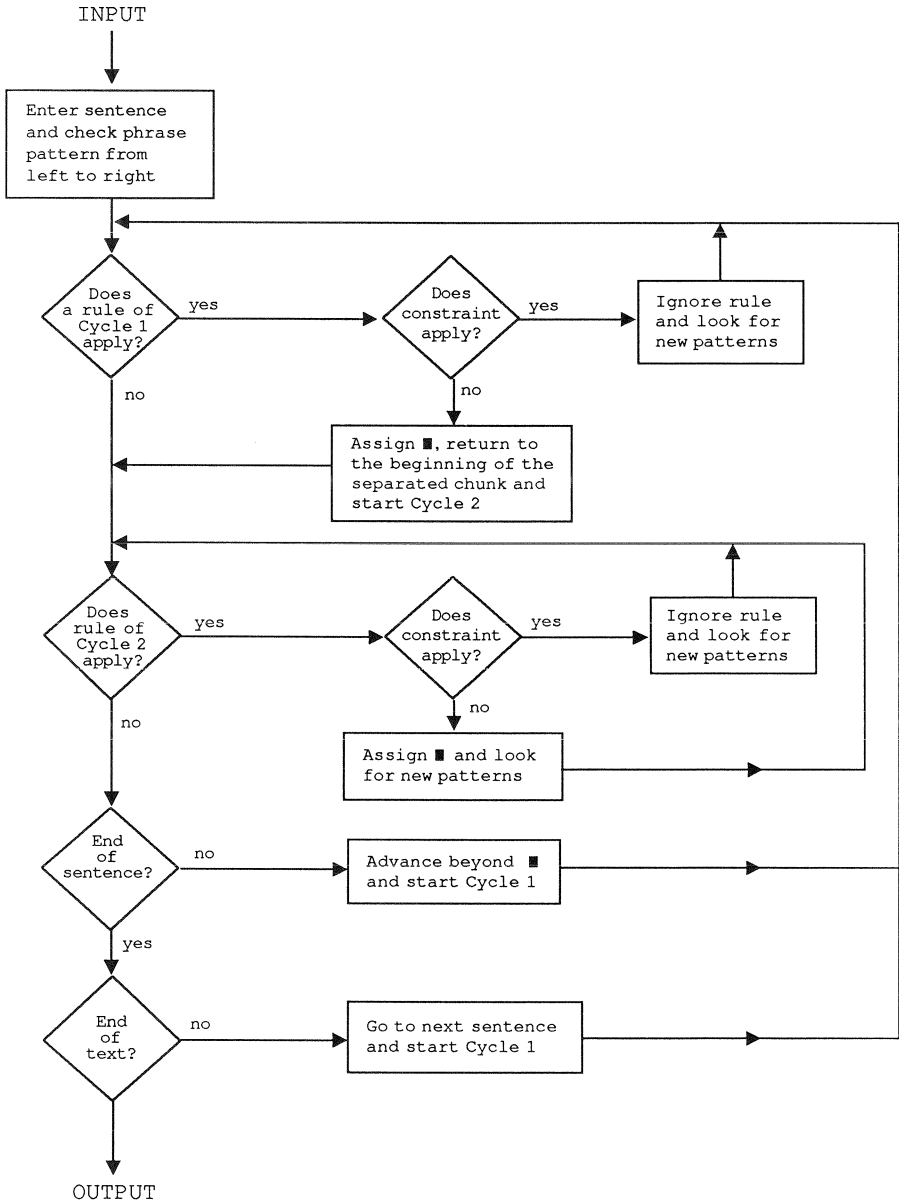 INPUT
Enter sentence
and check phrase
pattern from
left to right
Does
a rule of
Cycle 1
apply?
yes
Does
constraint
apply?
yes
Ignore rule
and look for
new patterns
no
no
Assign ■, return to
the beginning of the
separated chunk and
start Cycle 2
Does
rule of
Cycle 2
apply?
yes
Does
constraint
apply?
yes
Ignore rule
and look for
new patterns
no
no
Assign ■ and look
for new patterns
End
of
sentence?
no
Advance beyond ■
and start Cycle 1
yes
End
of
text?
no
Go to next sentence
and start Cycle 1
OUTPUT